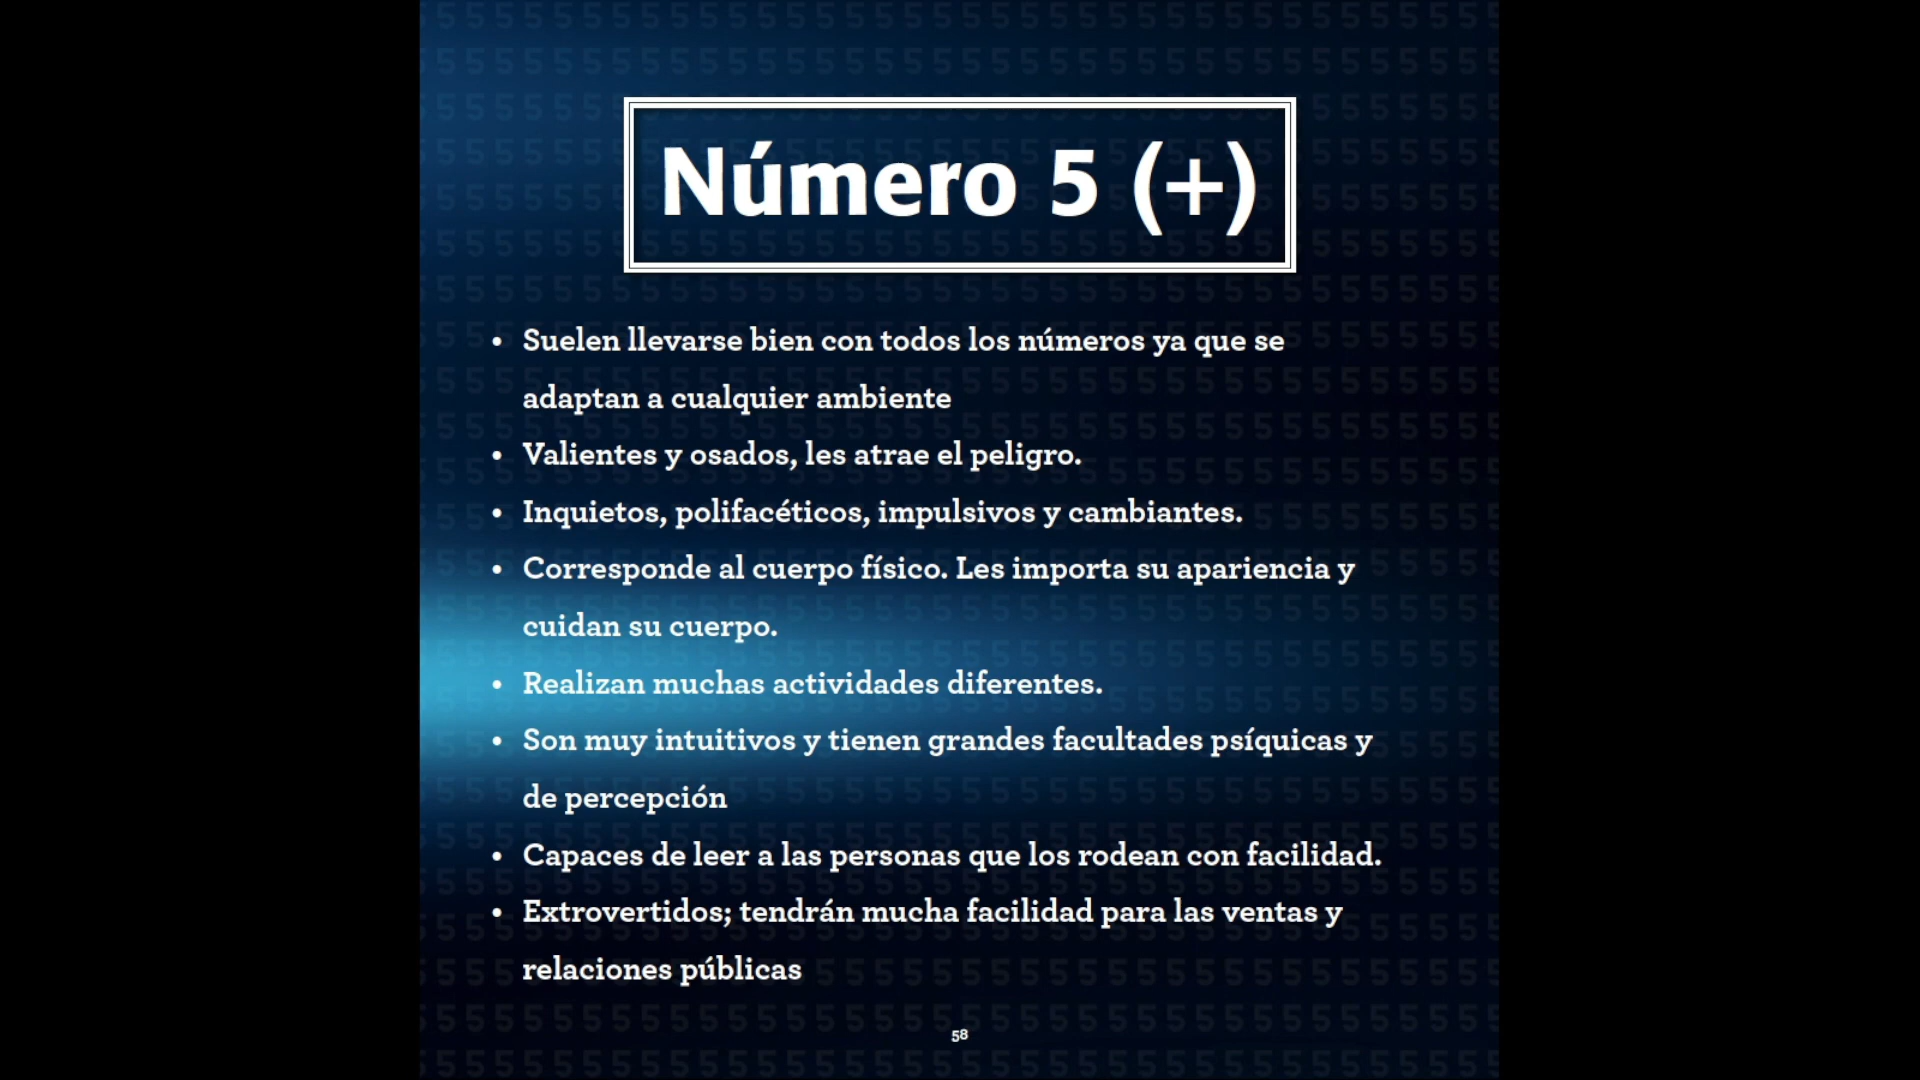 Número 5 (+)
• Suelen llevarse bien con todos los números ya que se
adaptan a cualquier ambiente
• Valientes y osados, les atrae el peligro.
• Inquietos, polifacéticos, impulsivos y cambiantes.
• Corresponde al cuerpo físico. Les importa su apariencia y
cuidan su cuerpo.
• Realizan muchas actividades diferentes.
• Son muy intuitivos y tienen grandes facultades psíquicas y
de percepción
• Capaces de leer a las personas que los rodean con facilidad.
• Extrovertidos; tendrán mucha facilidad para las ventas y
relaciones públicas
58